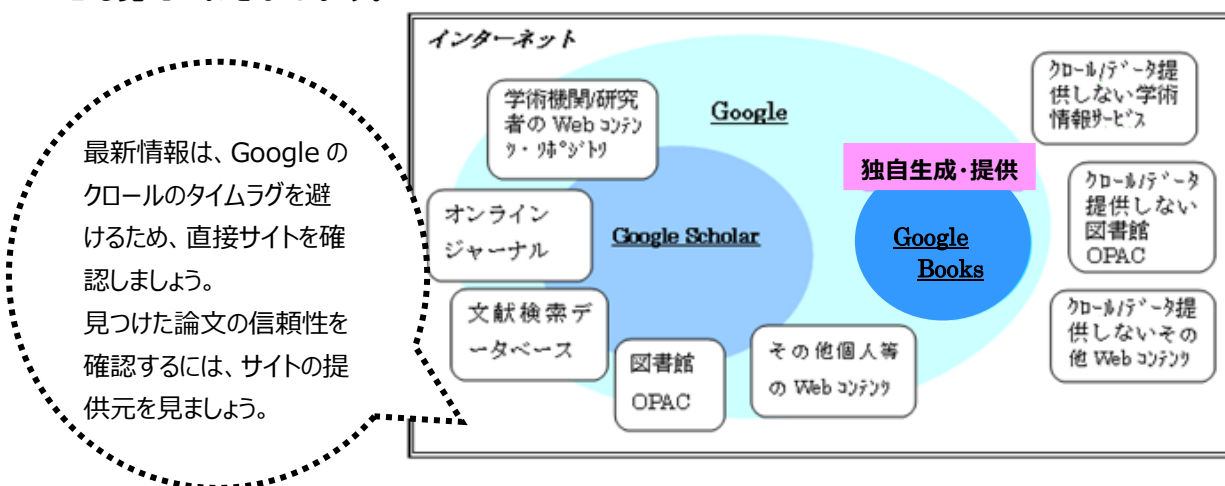 インターネット
学術機関/研究
者の Web ｺﾝﾃﾝ
ﾂ・ﾘﾎﾟｼﾞﾄﾘ
Google
ｸﾛｰﾙ/ﾃﾞｰﾀ提
供しない学術
情報ｻｰﾋﾞｽ
最新情報は、Google の
クロールのタイムラグを避
けるため、直接サイトを確
認しましょう。
見つけた論文の信頼性を
確認するには、サイトの提
供元を見ましょう。
独自生成・提供
オンライン
ジャーナル
Google Scholar
Google
Books
ｸﾛｰﾙ/ﾃﾞｰﾀ
提供しない
図書館
OPAC
文献検索デ
ータベース
図書館
OPAC
その他個人等
の Web ｺﾝﾃﾝﾂ
ｸﾛｰﾙ/ﾃﾞｰﾀ提
供しないその
他 Web ｺﾝﾃﾝﾂ